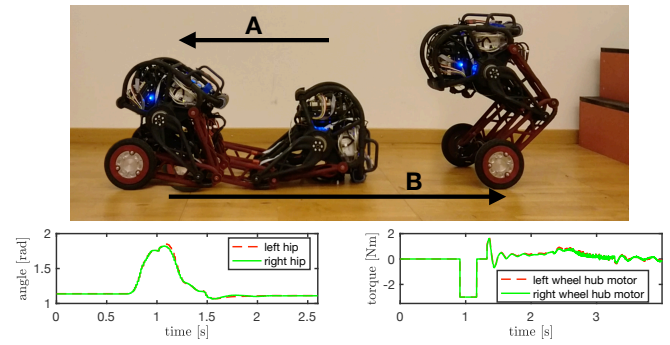 A
B
angle [rad]
2
1.5
1
0
0.5
1
1.5
2
2.5
time [s]
left hip
right hip
torque [Nm]
2
0
-2
0
1
2
3
time [s]
left wheel hub motor
right wheel hub motor